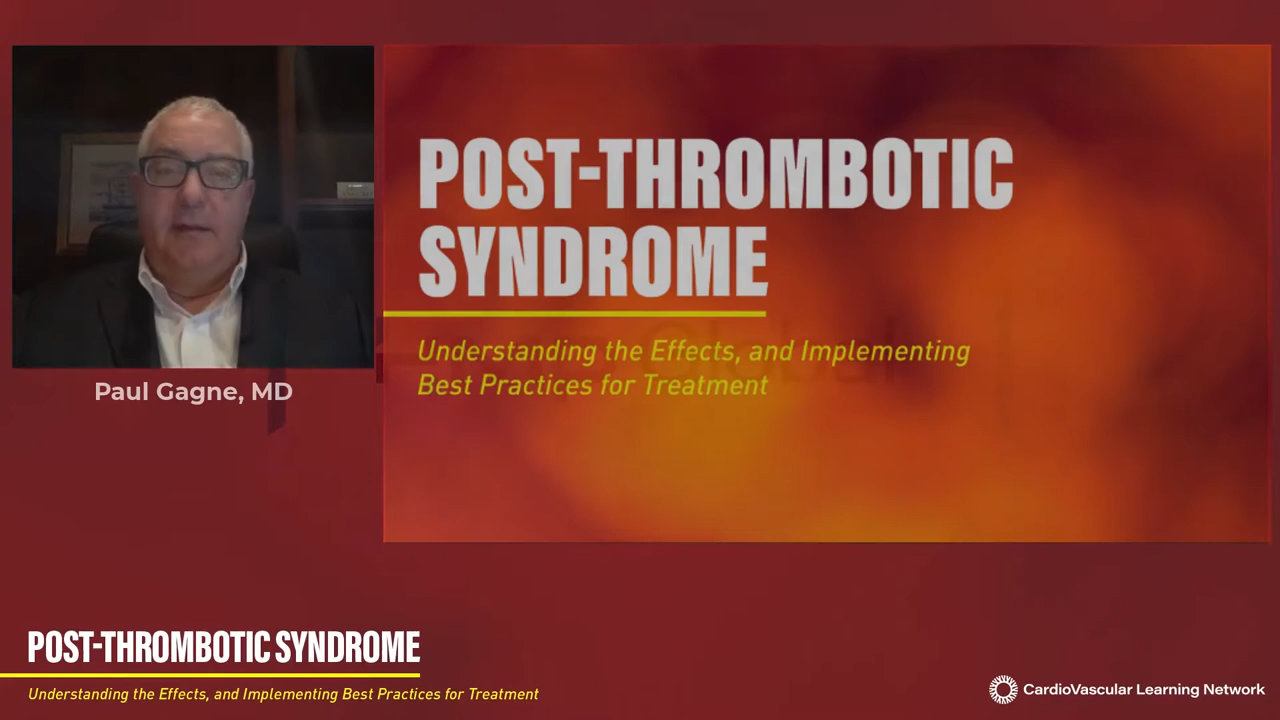 POST-THROMBOTIC
SYNDROME
Understanding the Effects, and Implementing
Best Practices for Treatment
Paul Gagne, MD
POST-THROMBOTIC SYNDROME
Understanding the Effects, and Implementing Best Practices for Treatment
CardioVascular Learning Network